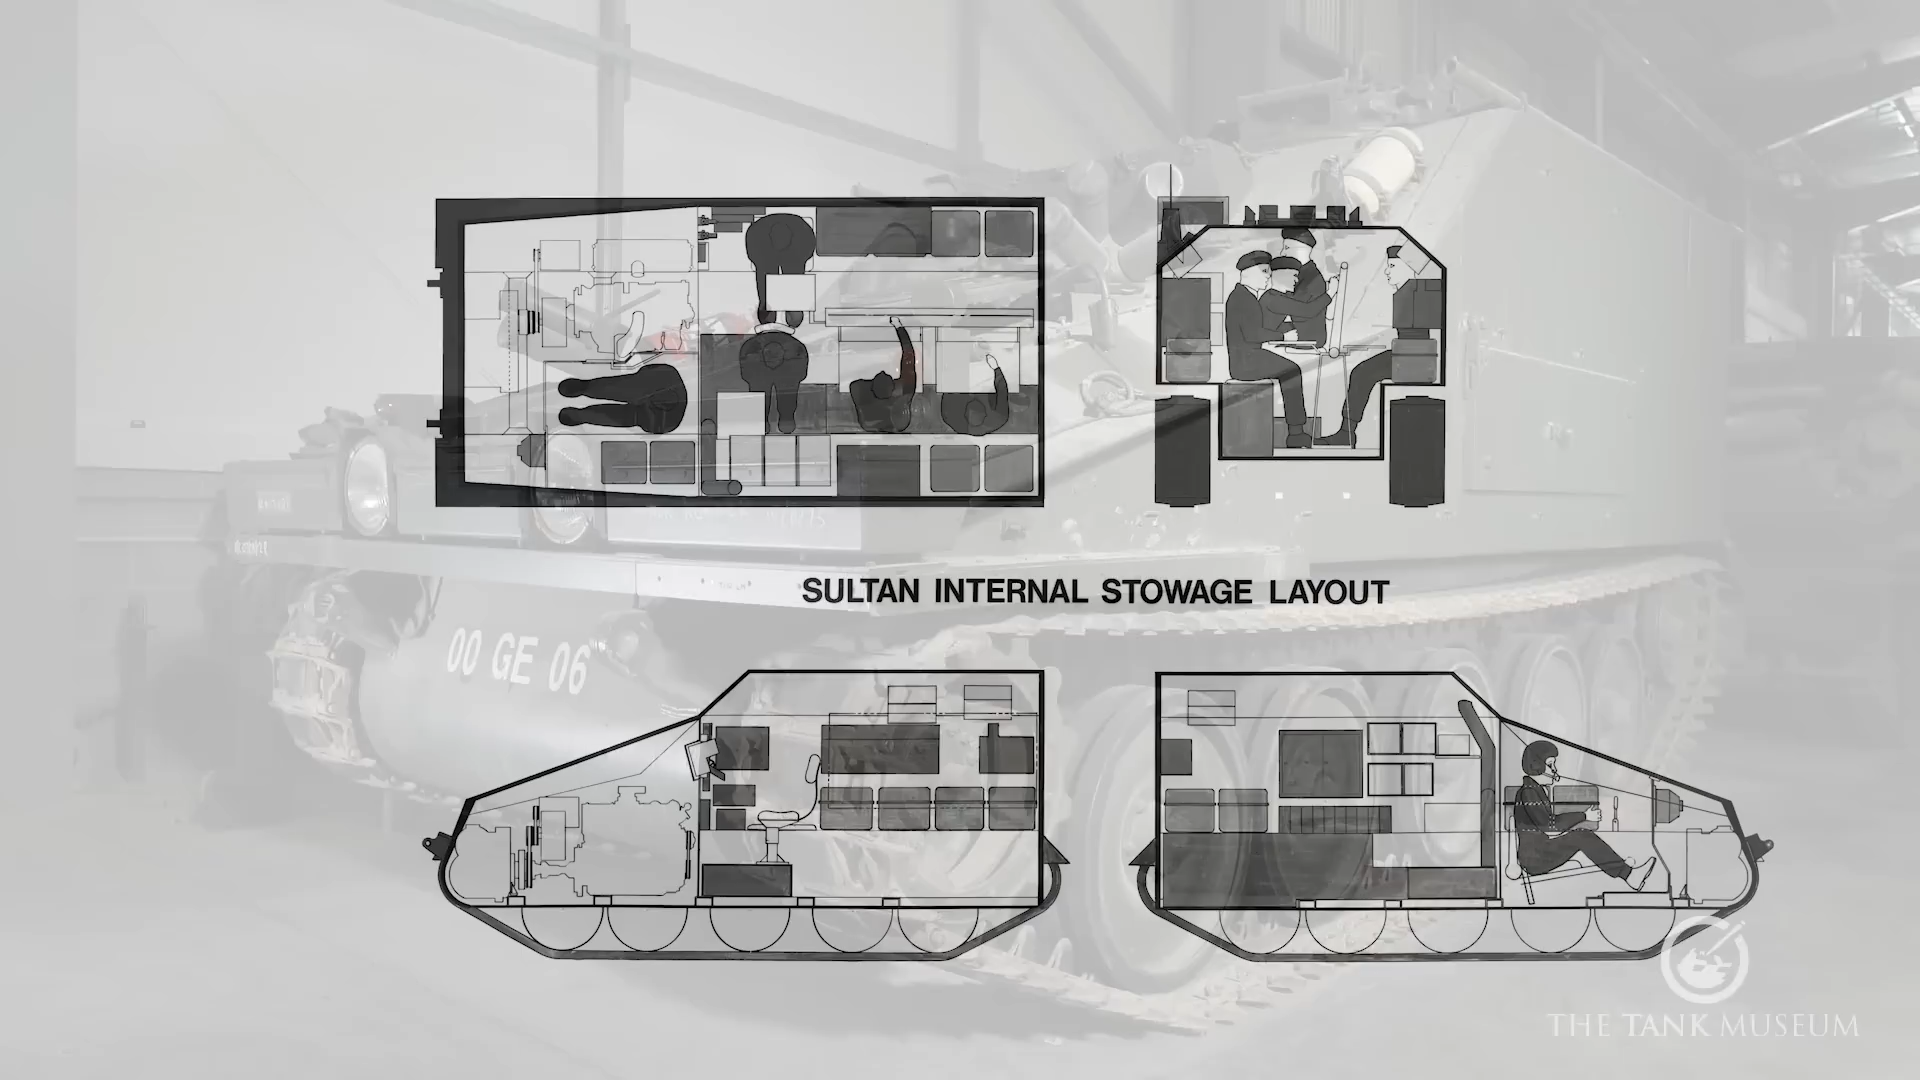 SULTAN INTERNAL STOWAGE LAYOUT
00 GE 06
THE TANK MUSEUM